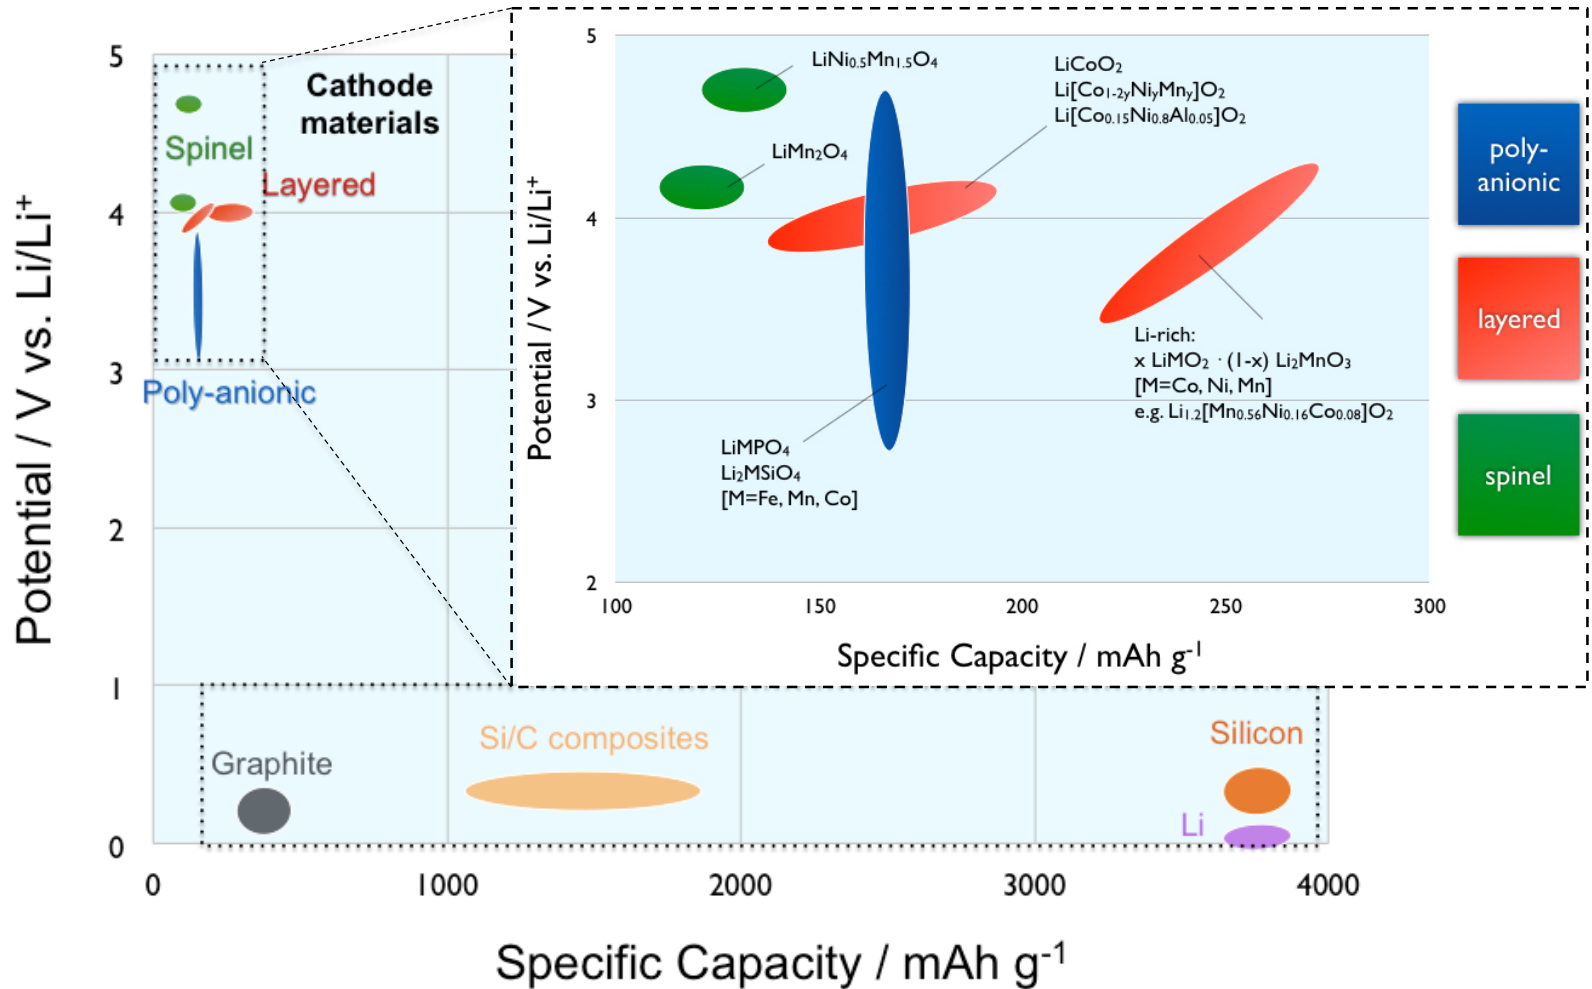 Potential / V vs. Li/Li⁺
5
4
3
2
1
0
Cathode
materials
Spinel
Layered
Poly-anionic
Graphite
Si/C composites
Silicon
Li
0
1000
2000
3000
4000
Specific Capacity / mAh g⁻¹
Potential / V vs. Li/Li⁺
5
4
3
2
LiNi₀.₅Mn₁.₅O₄
LiMn₂O₄
LiCoO₂
Li[Co₁₋₂ᵧNiᵧMnᵧ]O₂
Li[Co₀.₁₅Ni₀.₈Al₀.₀₅]O₂
Li-rich:
x LiMO₂ · (1-x) Li₂MnO₃
[M=Co, Ni, Mn]
e.g. Li₁.₂[Mn₀.₅₆Ni₀.₁₆Co₀.₀₈]O₂
LiMPO₄
Li₂MSiO₄
[M=Fe, Mn, Co]
100
150
200
250
300
Specific Capacity / mAh g⁻¹
poly-
anionic
layered
spinel